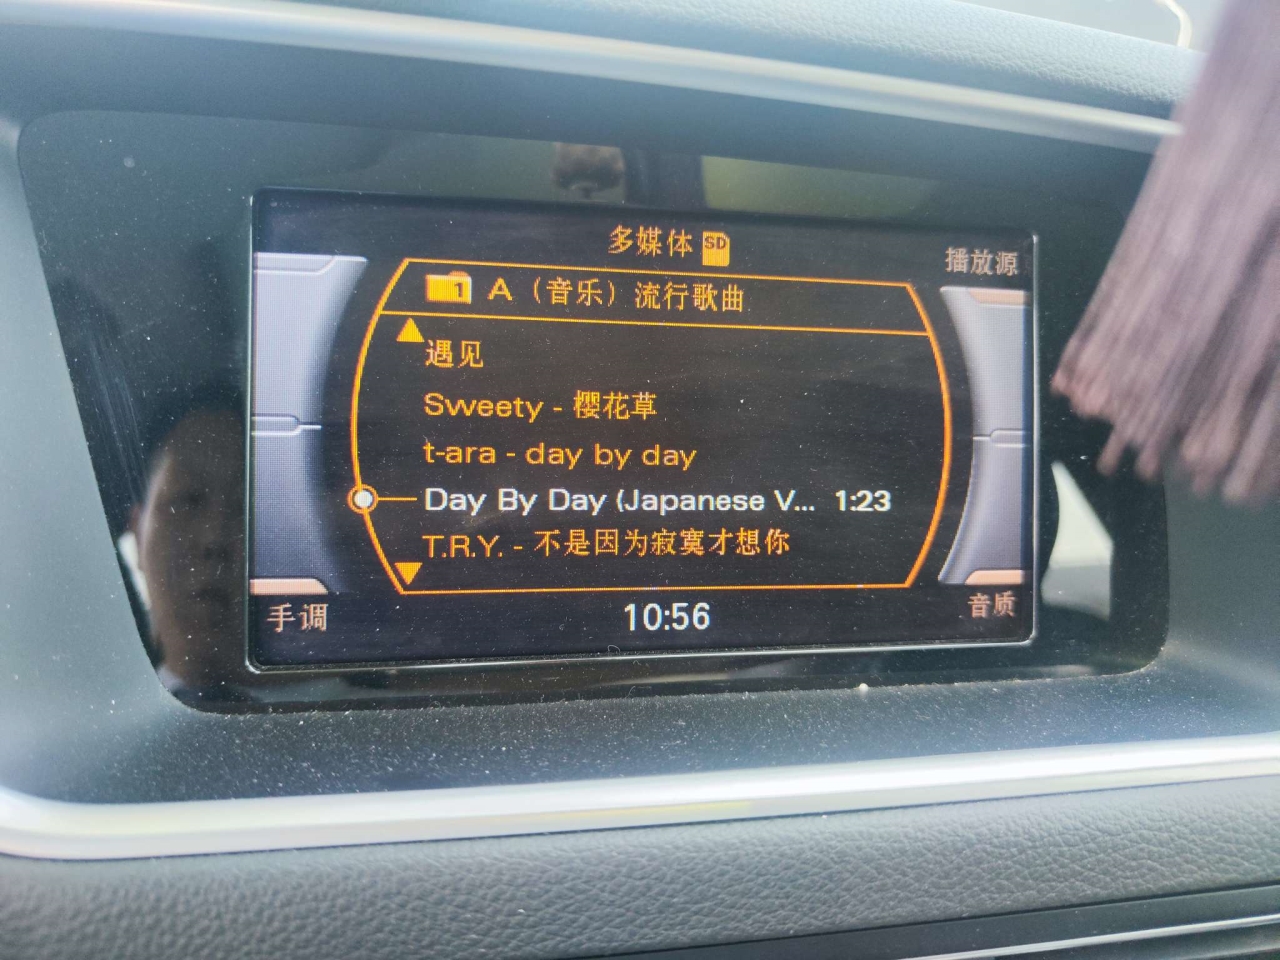 多媒体 SD
播放源
1 A（音乐）流行歌曲
遇见
Sweety - 樱花草
t-ara - day by day
Day By Day (Japanese V... 1:23
T.R.Y. - 不是因为寂寞才想你
手调
10:56
音质